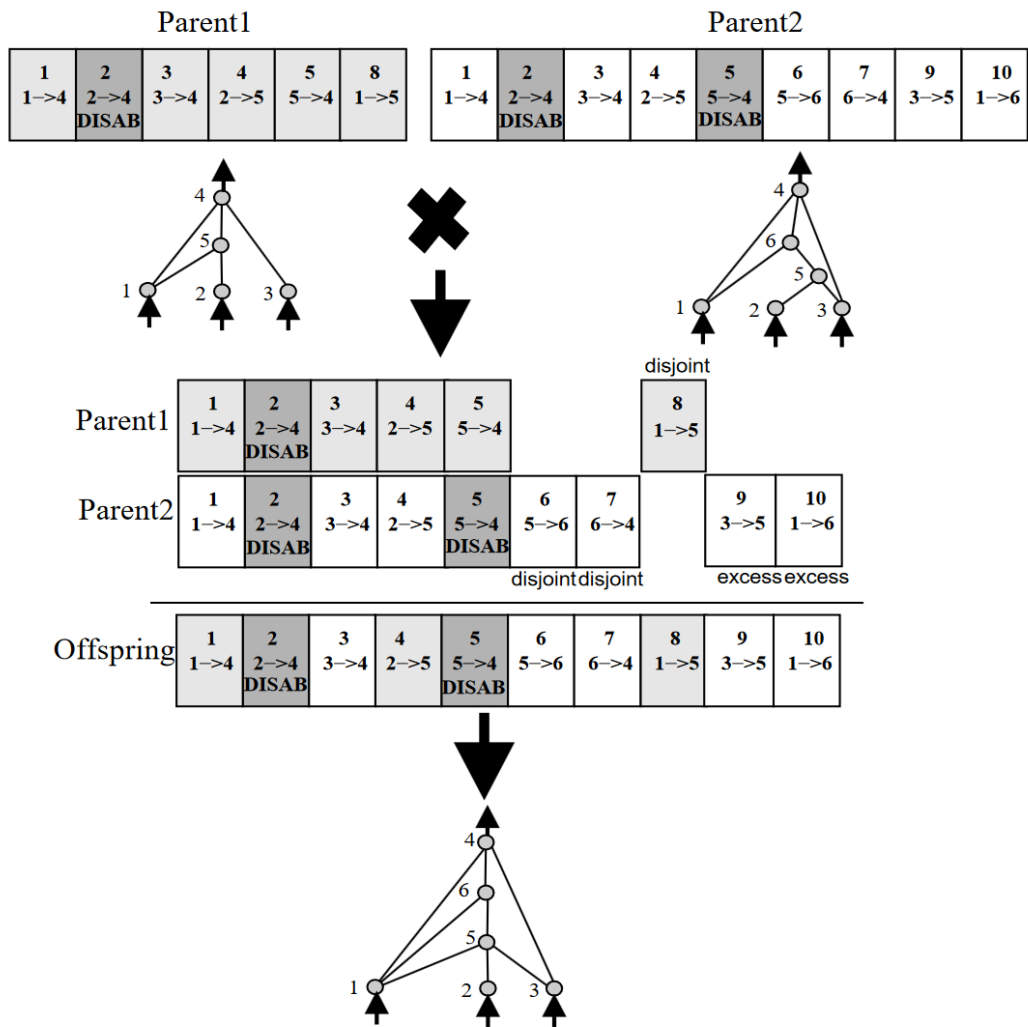 Parent1 Parent2
1 2 3 4 5 8 1 2 3 4 5 6 7 9 10
1−>4 2−>4 3−>4 2−>5 5−>4 1−>5 1−>4 2−>4 3−>4 2−>5 5−>4 5−>6 6−>4 3−>5 1−>6
DISAB DISAB DISAB
4 4
5 6
5
1 2 3 1 2 3
disjoint
Parent1
1 2 3 4 5 8
1−>4 2−>4 3−>4 2−>5 5−>4 1−>5
DISAB
Parent2
1 2 3 4 5 6 7 9 10
1−>4 2−>4 3−>4 2−>5 5−>4 5−>6 6−>4 3−>5 1−>6
DISAB DISAB
disjoint disjoint excess excess
Offspring
1 2 3 4 5 6 7 8 9 10
1−>4 2−>4 3−>4 2−>5 5−>4 5−>6 6−>4 1−>5 3−>5 1−>6
DISAB DISAB
4
6
5
1 2 3